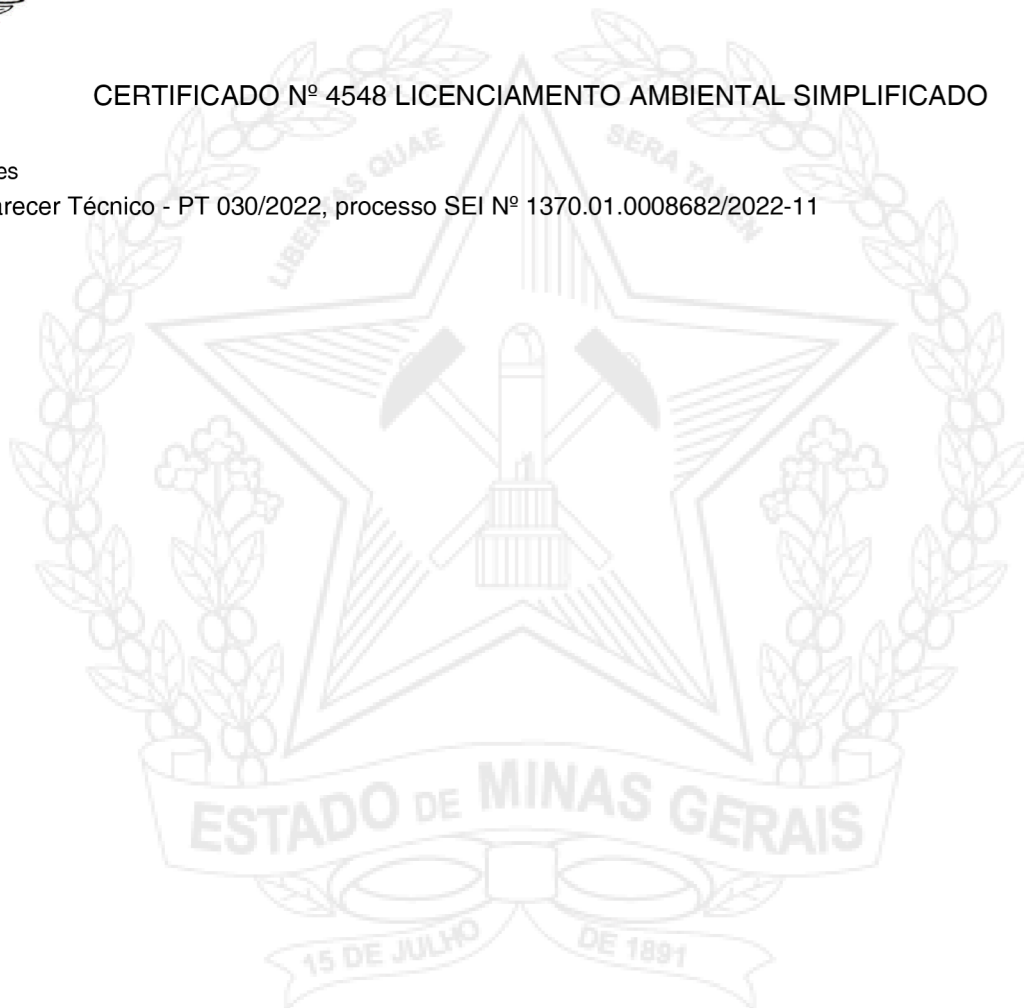 CERTIFICADO Nº 4548 LICENCIAMENTO AMBIENTAL SIMPLIFICADO
es
arecer Técnico - PT 030/2022, processo SEI Nº 1370.01.0008682/2022-11
LIBERTAS QUAE SERA TAMEN
ESTADO DE MINAS GERAIS
15 DE JULHO DE 1891